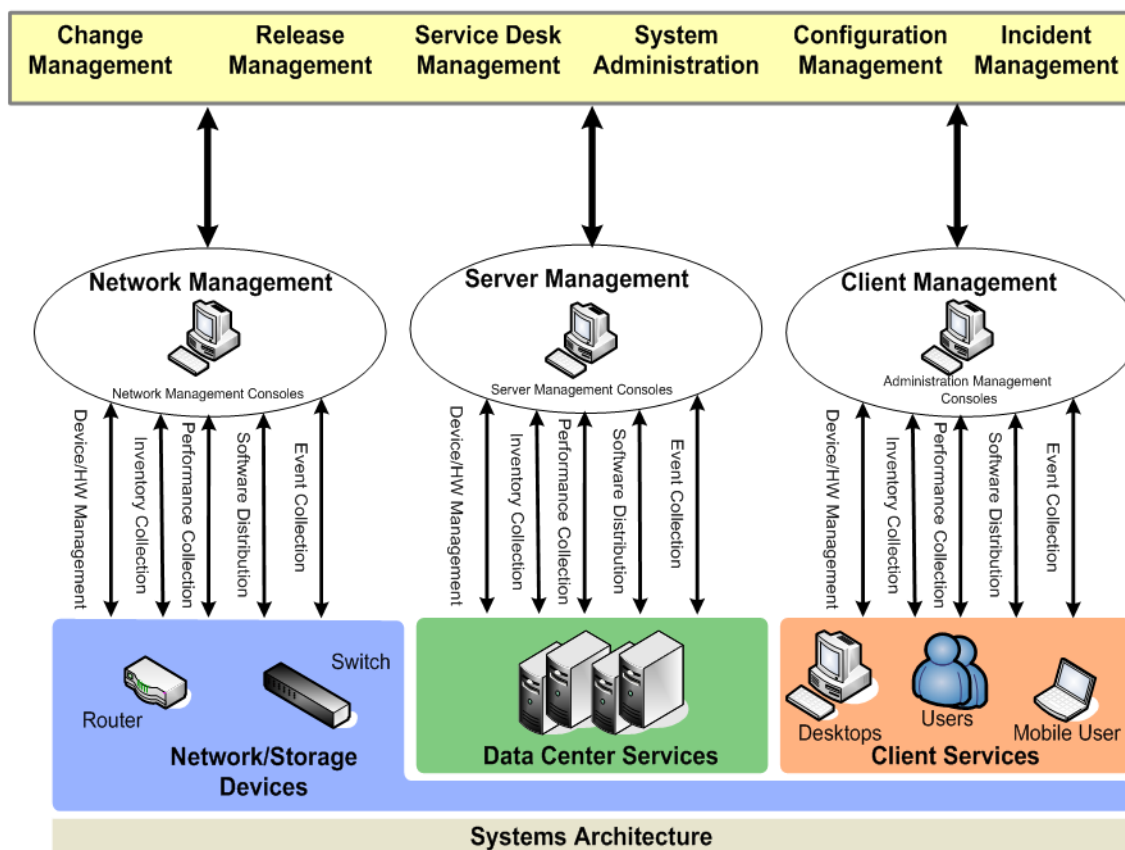 Change
Management
Release
Management
Service Desk
Management
System
Administration
Configuration
Management
Incident
Management
Network Management
Network Management Consoles
Server Management
Server Management Consoles
Client Management
Administration Management
Consoles
Device/HW Management
Inventory Collection
Performance Collection
Software Distribution
Event Collection
Device/HW Management
Inventory Collection
Performance Collection
Software Distribution
Event Collection
Device/HW Management
Inventory Collection
Performance Collection
Software Distribution
Event Collection
Router
Switch
Network/Storage
Devices
Data Center Services
Desktops
Users
Mobile User
Client Services
Systems Architecture